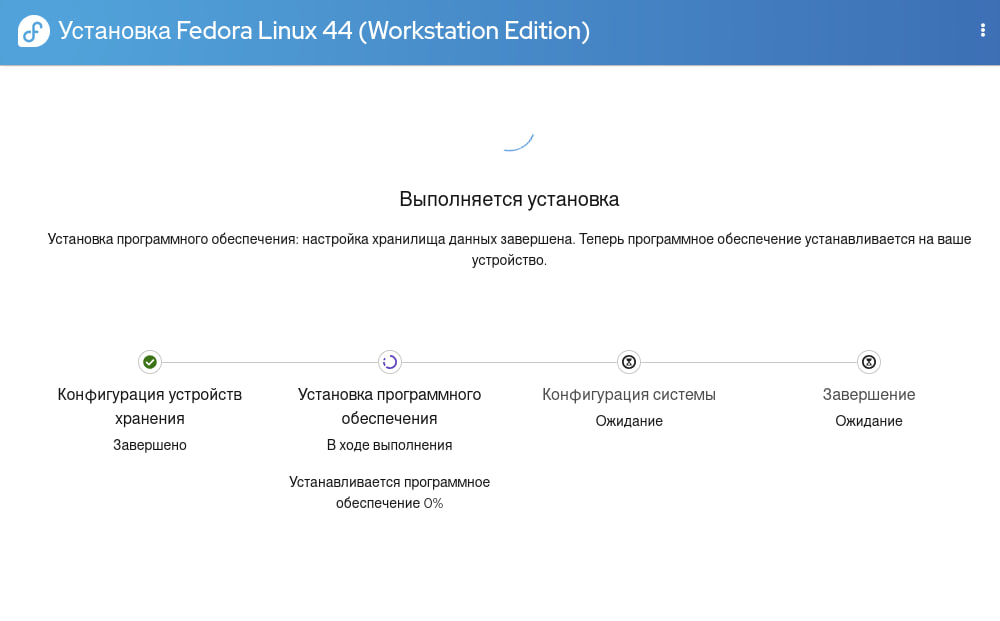 Установка Fedora Linux 44 (Workstation Edition)
Выполняется установка
Установка программного обеспечения: настройка хранилища данных завершена. Теперь программное обеспечение устанавливается на ваше
устройство.
Конфигурация устройств
хранения
Завершено
Установка программного
обеспечения
В ходе выполнения
Устанавливается программное
обеспечение 0%
Конфигурация системы
Ожидание
Завершение
Ожидание